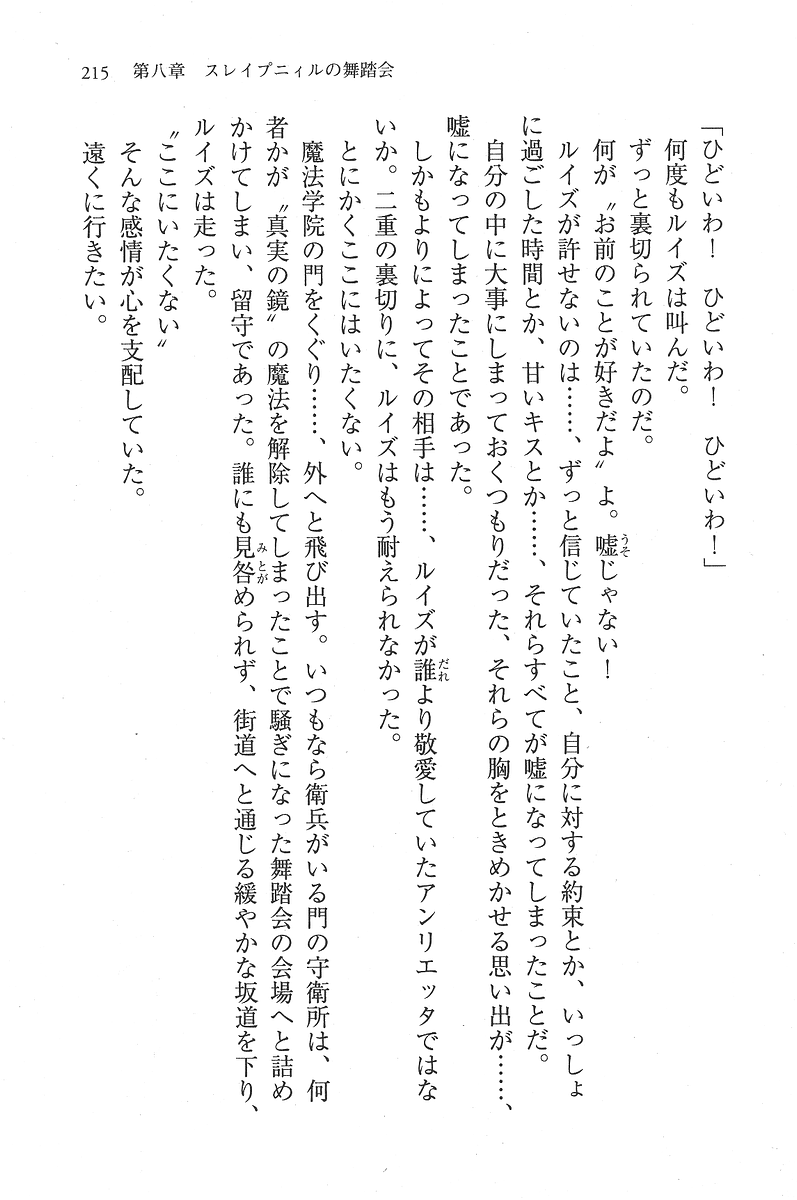 215　第八章　スレイプニィルの舞踏会
「ひどいわ！　ひどいわ！　ひどいわ！」
何度もルイズは叫んだ。
ずっと裏切られていたのだ。
何が〝お前のことが好きだよ〟よ。嘘じゃない！
ルイズが許せないのは……、ずっと信じていたこと、自分に対する約束とか、いっしょ
に過ごした時間とか、甘いキスとか……、それらすべてが嘘になってしまったことだ。
自分の中に大事にしまっておくつもりだった、それらの胸をときめかせる思い出が……、
嘘になってしまったことであった。
しかもよりによってその相手は……、ルイズが誰より敬愛していたアンリエッタではな
いか。二重の裏切りに、ルイズはもう耐えられなかった。
とにかくここにはいたくない。
魔法学院の門をくぐり……、外へと飛び出す。いつもなら衛兵がいる門の守衛所は、何
者かが〝真実の鏡〟の魔法を解除してしまったことで騒ぎになった舞踏会の会場へと詰め
かけてしまい、留守であった。誰にも見咎められず、街道へと通じる緩やかな坂道を下り、
ルイズは走った。
〝ここにいたくない〟
そんな感情が心を支配していた。
遠くに行きたい。